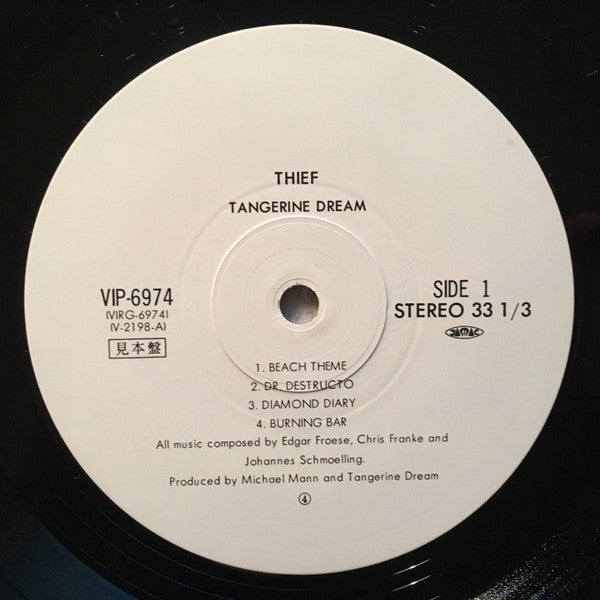 THIEF
TANGERINE DREAM
VIP-6974
(VIRG-6974)
(V-2198-A)
見本盤
SIDE 1
STEREO 33 1/3
JASRAC
1. BEACH THEME
2. DR. DESTRUCTO
3. DIAMOND DIARY
4. BURNING BAR
All music composed by Edgar Froese, Chris Franke and
Johannes Schmoelling.
Produced by Michael Mann and Tangerine Dream
④